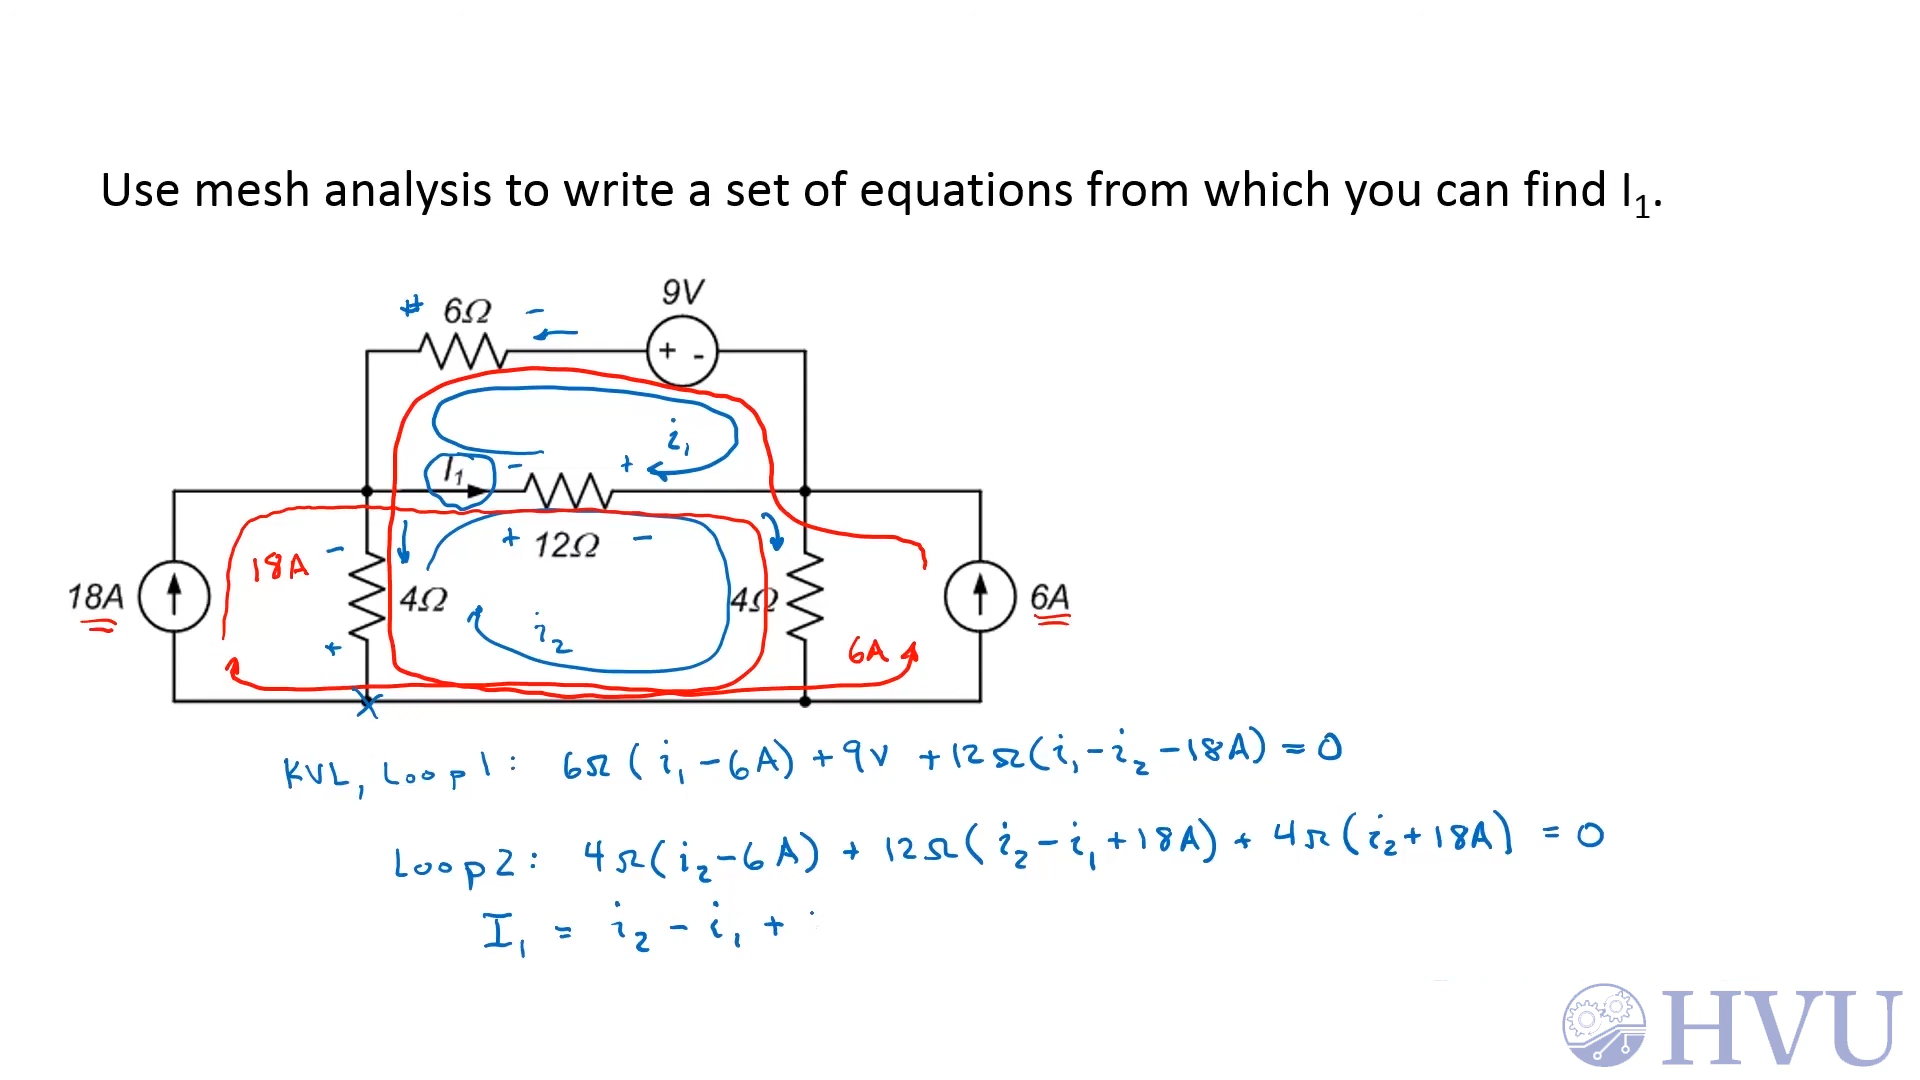 Use mesh analysis to write a set of equations from which you can find I₁.
9V
6Ω
+ -
i₁
I₁
- +
+ 12Ω -
18A
18A
4Ω
4Ω
6A
i₂
6A
KVL, Loop 1: 6Ω ( i₁ - 6A ) + 9V + 12Ω ( i₁ - i₂ - 18A ) = 0
Loop 2: 4Ω ( i₂ - 6A ) + 12Ω ( i₂ - i₁ + 18A ) + 4Ω ( i₂ + 18A ) = 0
I₁ = i₂ - i₁ +
HVU